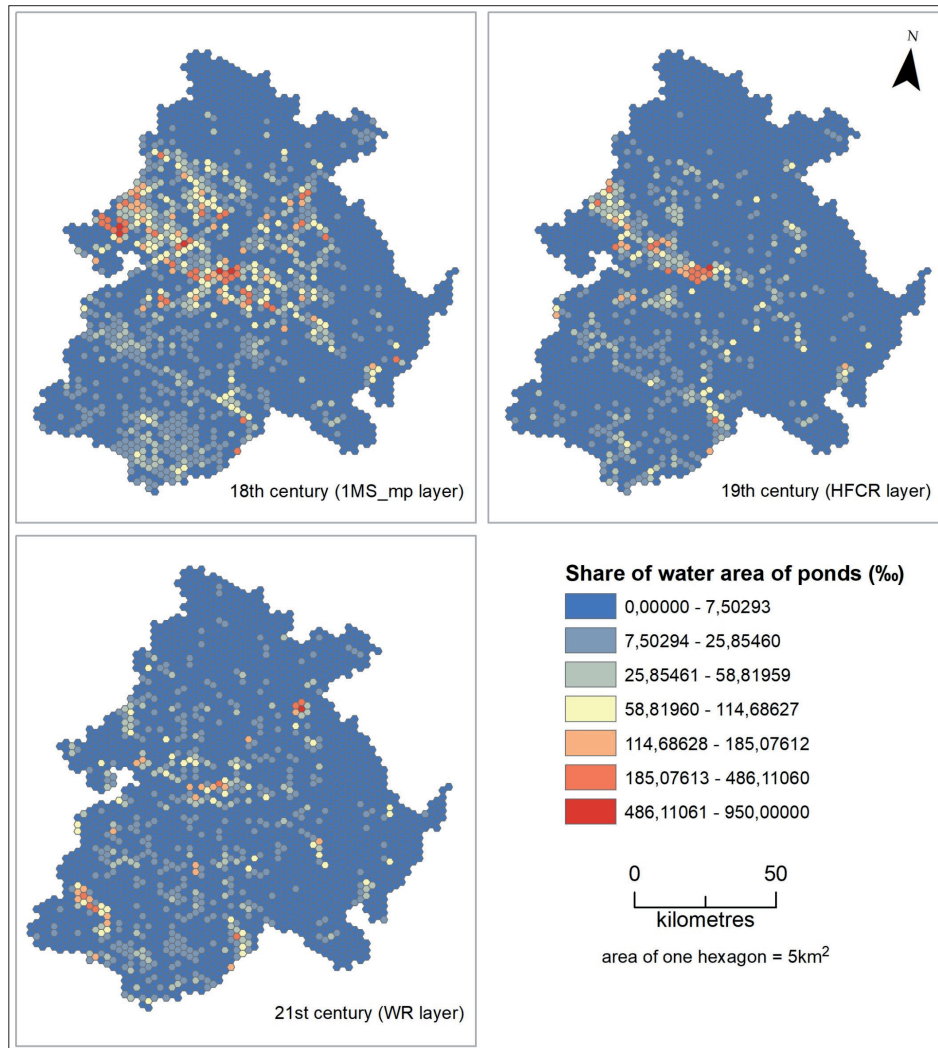 N
18th century (1MS_mp layer)
19th century (HFCR layer)
21st century (WR layer)
Share of water area of ponds (‰)
0,00000 - 7,50293
7,50294 - 25,85460
25,85461 - 58,81959
58,81960 - 114,68627
114,68628 - 185,07612
185,07613 - 486,11060
486,11061 - 950,00000
0 50
kilometres
area of one hexagon = 5km²